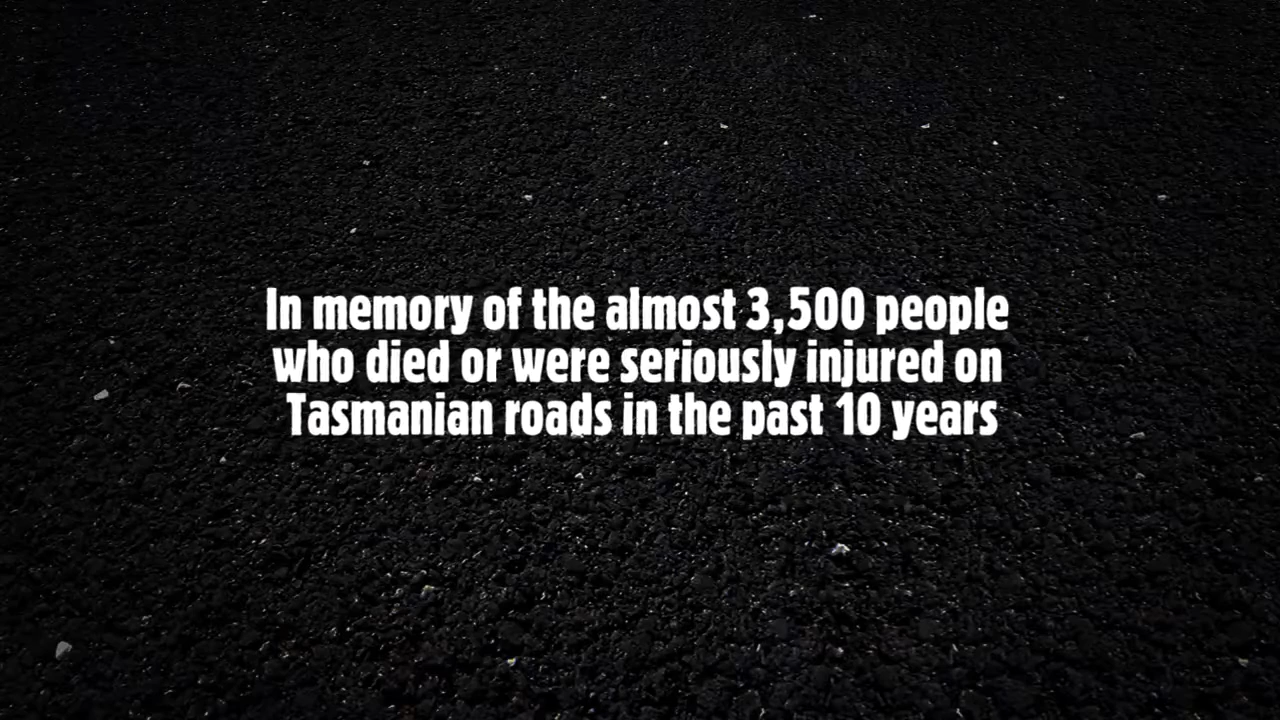 In memory of the almost 3,500 people
who died or were seriously injured on
Tasmanian roads in the past 10 years